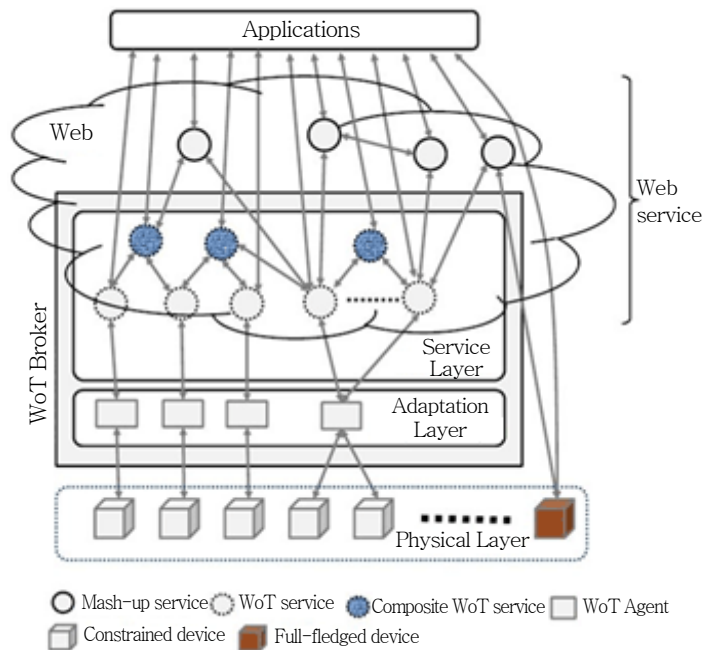 Applications
Web
Web
service
WoT Broker
Service
Layer
Adaptation
Layer
Physical Layer
Mash-up service
WoT service
Composite WoT service
WoT Agent
Constrained device
Full-fledged device